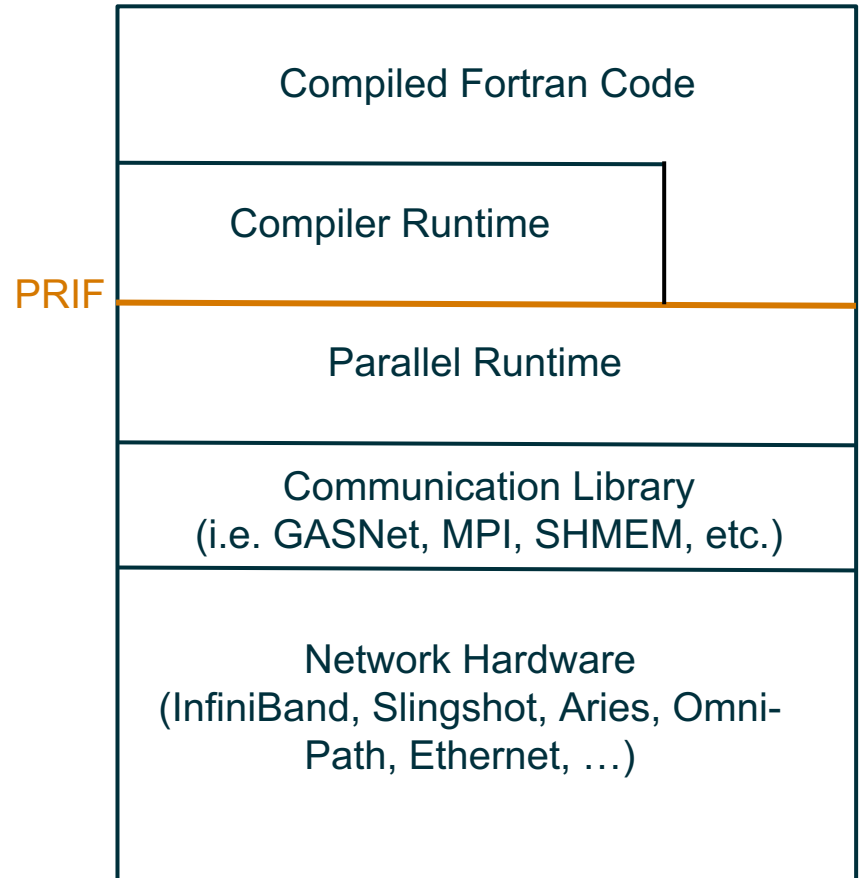 Compiled Fortran Code
Compiler Runtime
PRIF
Parallel Runtime
Communication Library
(i.e. GASNet, MPI, SHMEM, etc.)
Network Hardware
(InfiniBand, Slingshot, Aries, Omni-
Path, Ethernet, …)